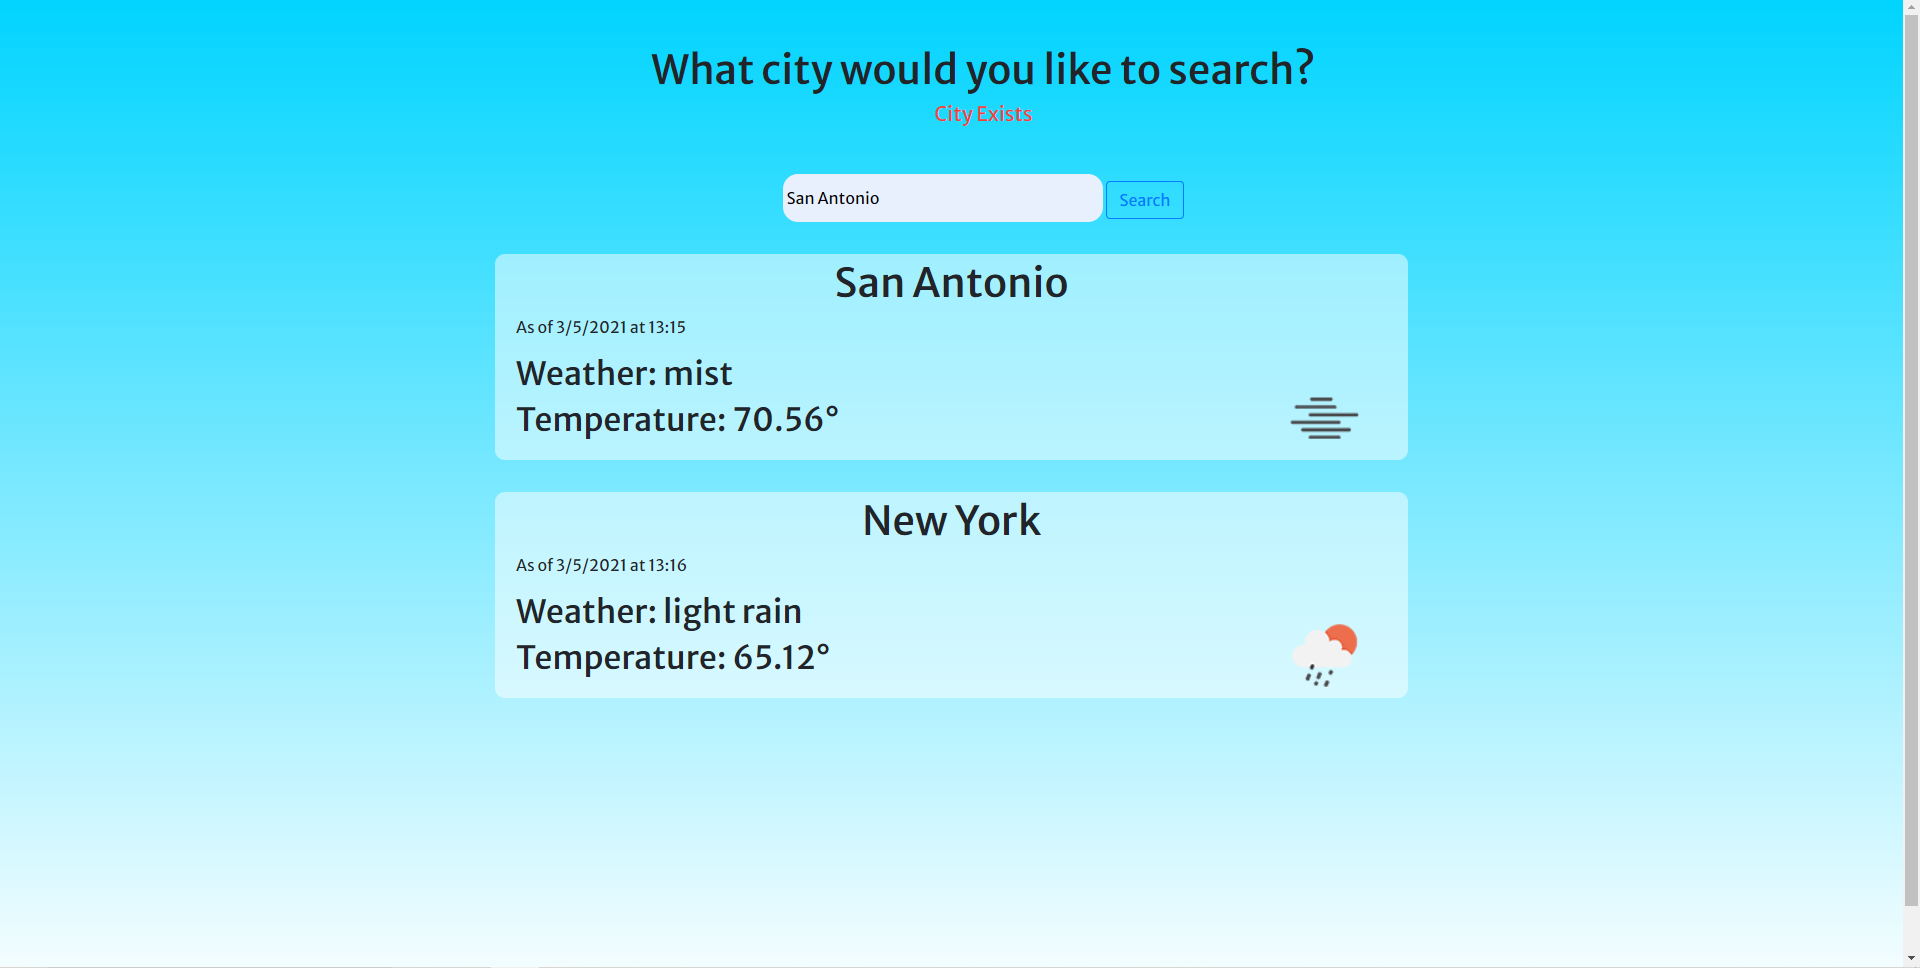 What city would you like to search?
City Exists
San Antonio
Search
San Antonio
As of 3/5/2021 at 13:15
Weather: mist
Temperature: 70.56°
New York
As of 3/5/2021 at 13:16
Weather: light rain
Temperature: 65.12°